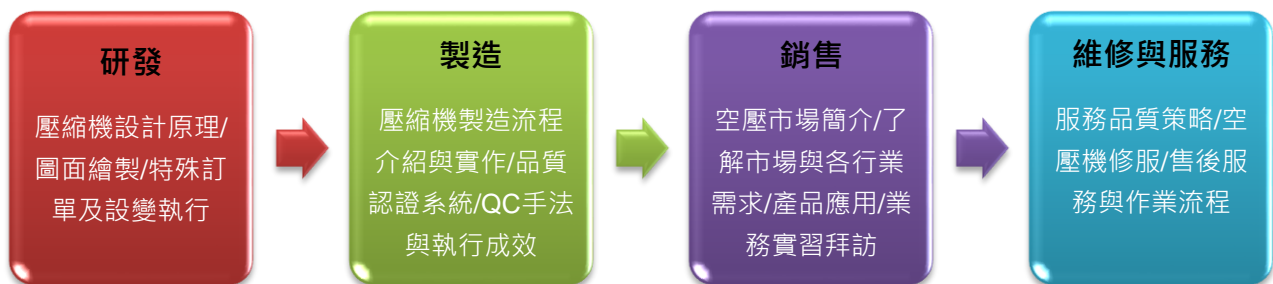 研發
壓縮機設計原理/
圖面繪製/特殊訂
單及設變執行
製造
壓縮機製造流程
介紹與實作/品質
認證系統/QC手法
與執行成效
銷售
空壓市場簡介/了
解市場與各行業
需求/產品應用/業
務實習拜訪
維修與服務
服務品質策略/空
壓機修服/售後服
務與作業流程